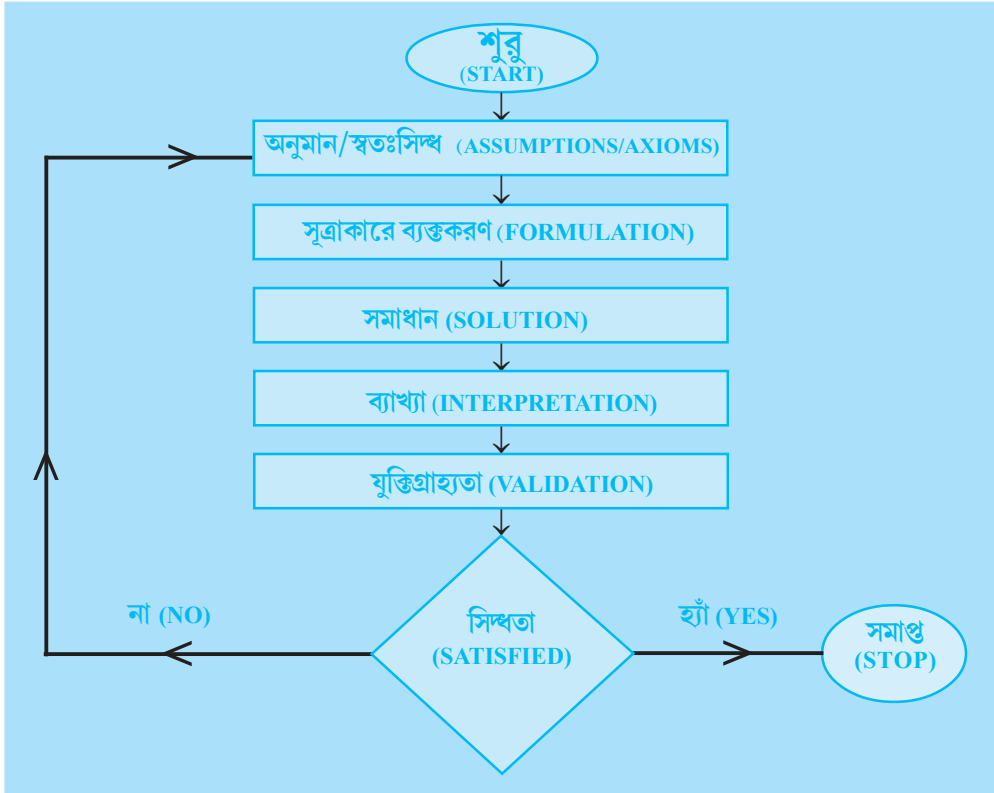 শুরু
(START)
অনুমান/স্বতঃসিদ্ধ (ASSUMPTIONS/AXIOMS)
সূত্রাকারে ব্যক্তকরণ (FORMULATION)
সমাধান (SOLUTION)
ব্যাখ্যা (INTERPRETATION)
যুক্তিগ্রাহ্যতা (VALIDATION)
না (NO)
সিদ্ধতা
(SATISFIED)
হ্যাঁ (YES)
সমাপ্ত
(STOP)